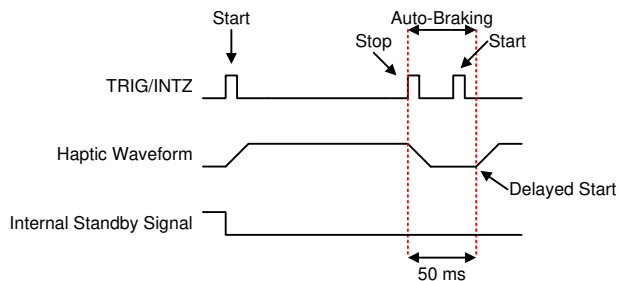 Start
Auto-Braking
Stop
Start
TRIG/INTZ
Haptic Waveform
Delayed Start
Internal Standby Signal
50 ms